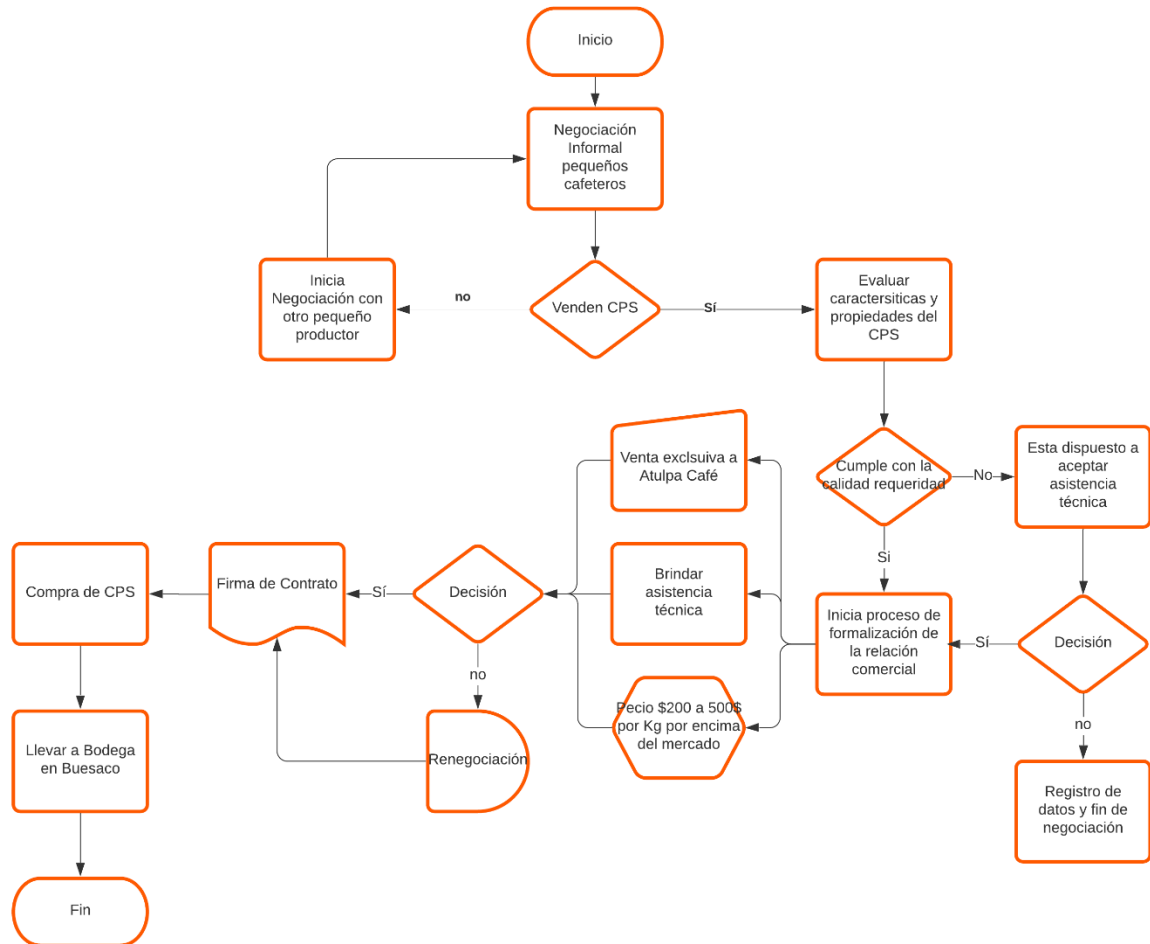 Inicio
Negociación
Informal
pequeños
cafeteros
Inicia
Negociación con
otro pequeño
productor
no
Venden CPS
Sí
Evaluar
caractersiticas y
propiedades del
CPS
Cumple con la
calidad requeridad
No
Esta dispuesto a
aceptar
asistencia
técnica
Si
Decisión
Sí
no
Registro de
datos y fin de
negociación
Inicia proceso de
formalización de
la relación
comercial
Venta exclsuiva a
Atulpa Café
Brindar
asistencia
técnica
Pecio $200 a 500$
por Kg por encima
del mercado
Decisión
Sí
no
Renegociación
Firma de Contrato
Compra de CPS
Llevar a Bodega
en Buesaco
Fin